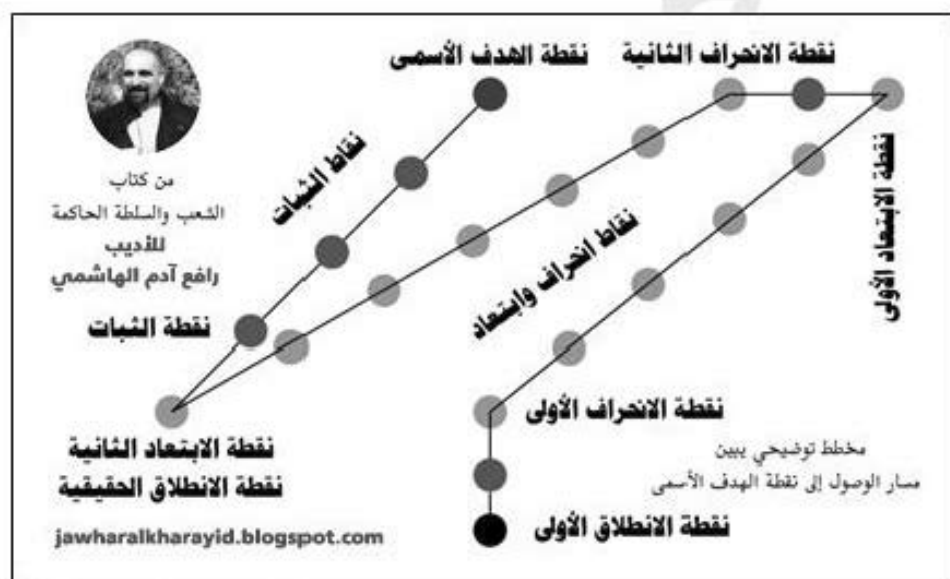 نقطة الانحراف الثانية
نقطة الهدف الأسمى
نقطة الابتعاد الأولى
نقاط الثبات
نقاط انحراف وابتعاد
من كتاب
الشعب والسلطة الحاكمة
للأديب
رافع آدم الهاشمي
نقطة الثبات
نقطة الانحراف الأولى
نقطة الابتعاد الثانية
نقطة الانطلاق الحقيقية
مخطط توضيحي يبين
مسار الوصول إلى نقطة الهدف الأسمى
نقطة الانطلاق الأولى
jawharalkharayid.blogspot.com